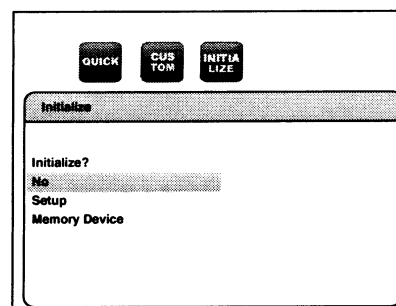 QUICK
CUS
TOM
INITIA
LIZE
Initialize
Initialize?
No
Setup
Memory Device